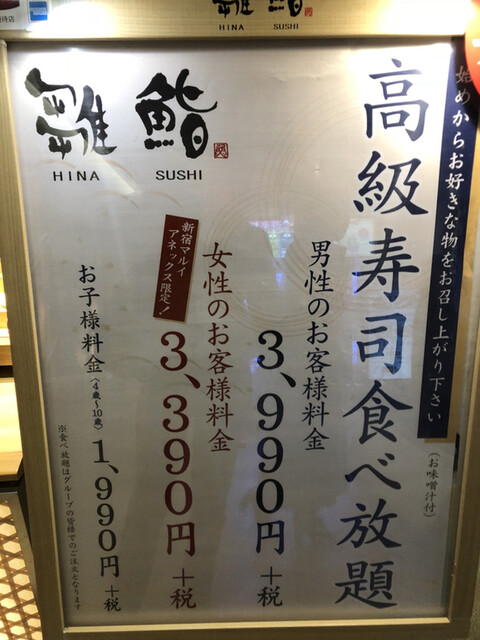 雛 鮨
HINA SUSHI
雛 鮨
HINA SUSHI
始めからお好きな物をお召し上がり下さい
(お味噌汁付)
高級寿司食べ放題
男性のお客様料金
3,990円+税
女性のお客様料金
新宿マルイ
アネックス限定!
3,390円+税
お子様料金(4歳~10歳)
1,990円+税
※食べ放題はグループの皆様でのご注文となります